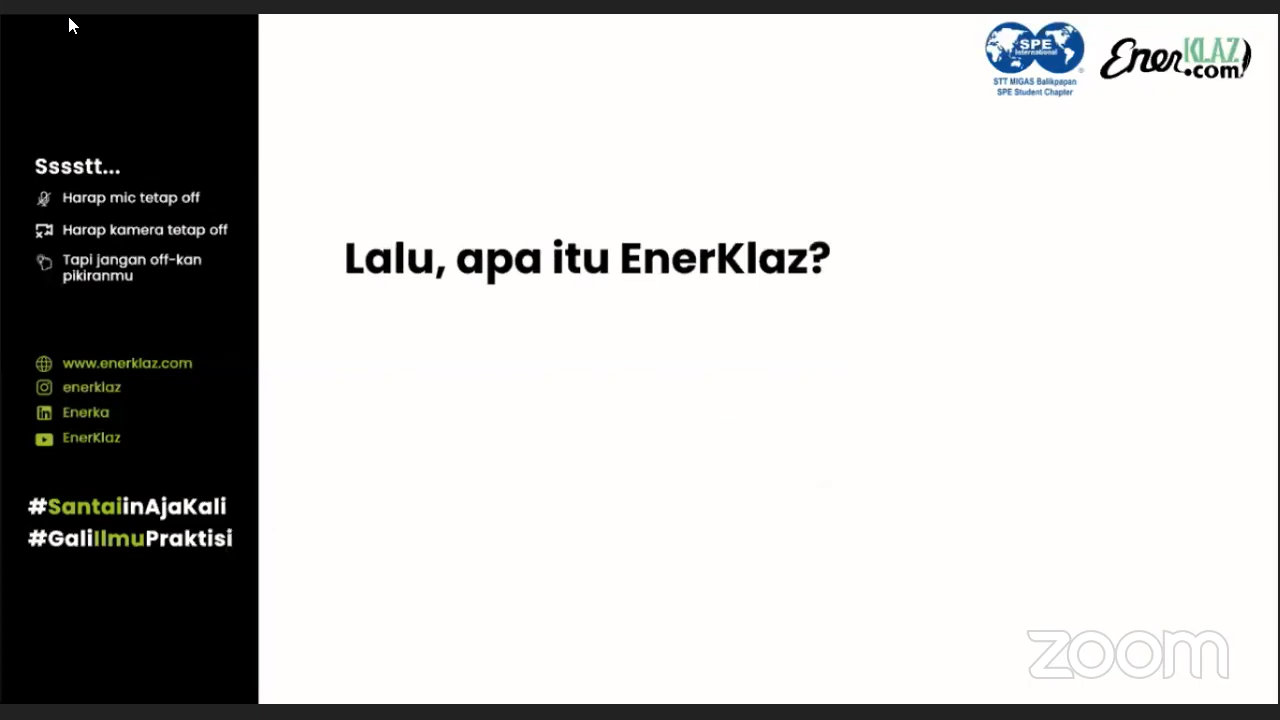 SPE
International
STT MIGAS Balikpapan
SPE Student Chapter
EnerKLAZ
.com
Sssstt...
Harap mic tetap off
Harap kamera tetap off
Tapi jangan off-kan
pikiranmu
Lalu, apa itu EnerKlaz?
www.enerklaz.com
enerklaz
Enerka
EnerKlaz
#SantaiinAjaKali
#GaliIlmuPraktisi
zoom